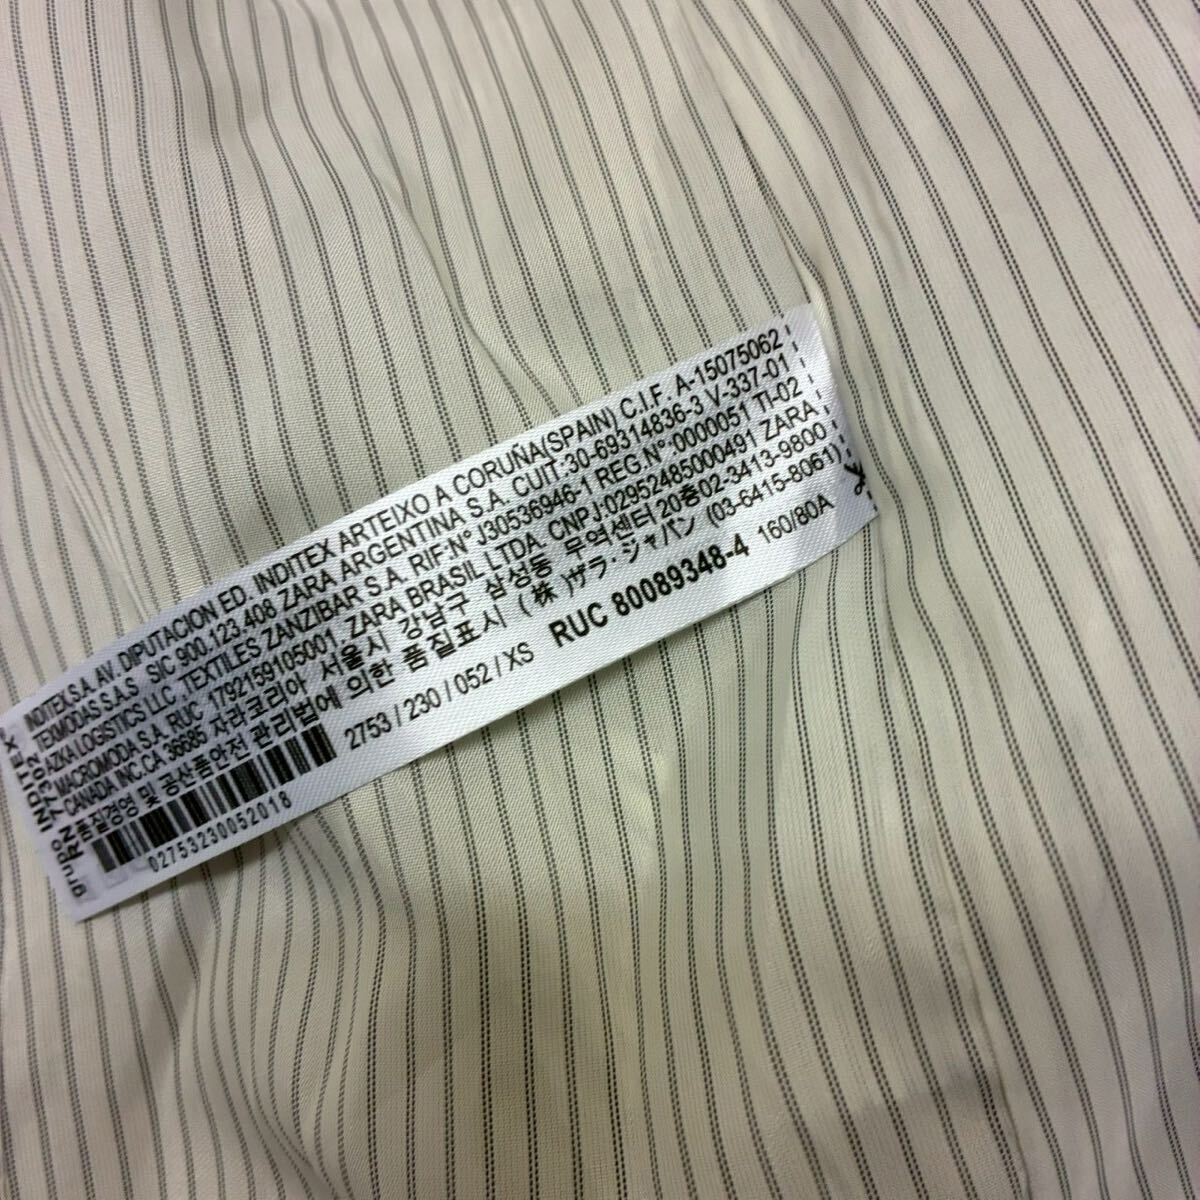 INDITEX,S.A. AV. DIPUTACION ED. INDITEX ARTEIXO A CORUÑA(SPAIN) C.I.F. A-15075062
TEXMODAS S.A.S SIC 900.123.408 ZARA ARGENTINA S.A. CUIT:30-69314836-3 V-337-01
AZKA LOGISTICS LLC ,TEXTILES ZANZIBAR S.A. RIF:N°J30536946-1 REG.N°:0000051 TI-02
MACROMODA S.A. RUC 1792159105001, ZARA BRASIL LTDA. CNPJ:02952485000491 ZARA
CANADA INC.CA 36685 자라코리아 서울시 강남구 삼성동 무역센터 20층02-3413-9800
품질경영 및 공산품안전 관리법에 의한 품질표시 (株)ザラ・ジャパン (03-6415-8061)
2753 / 230 / 052 / XS RUC 80089348-4 160/80A
02753230052018
grupo INDITEX
RN 77302